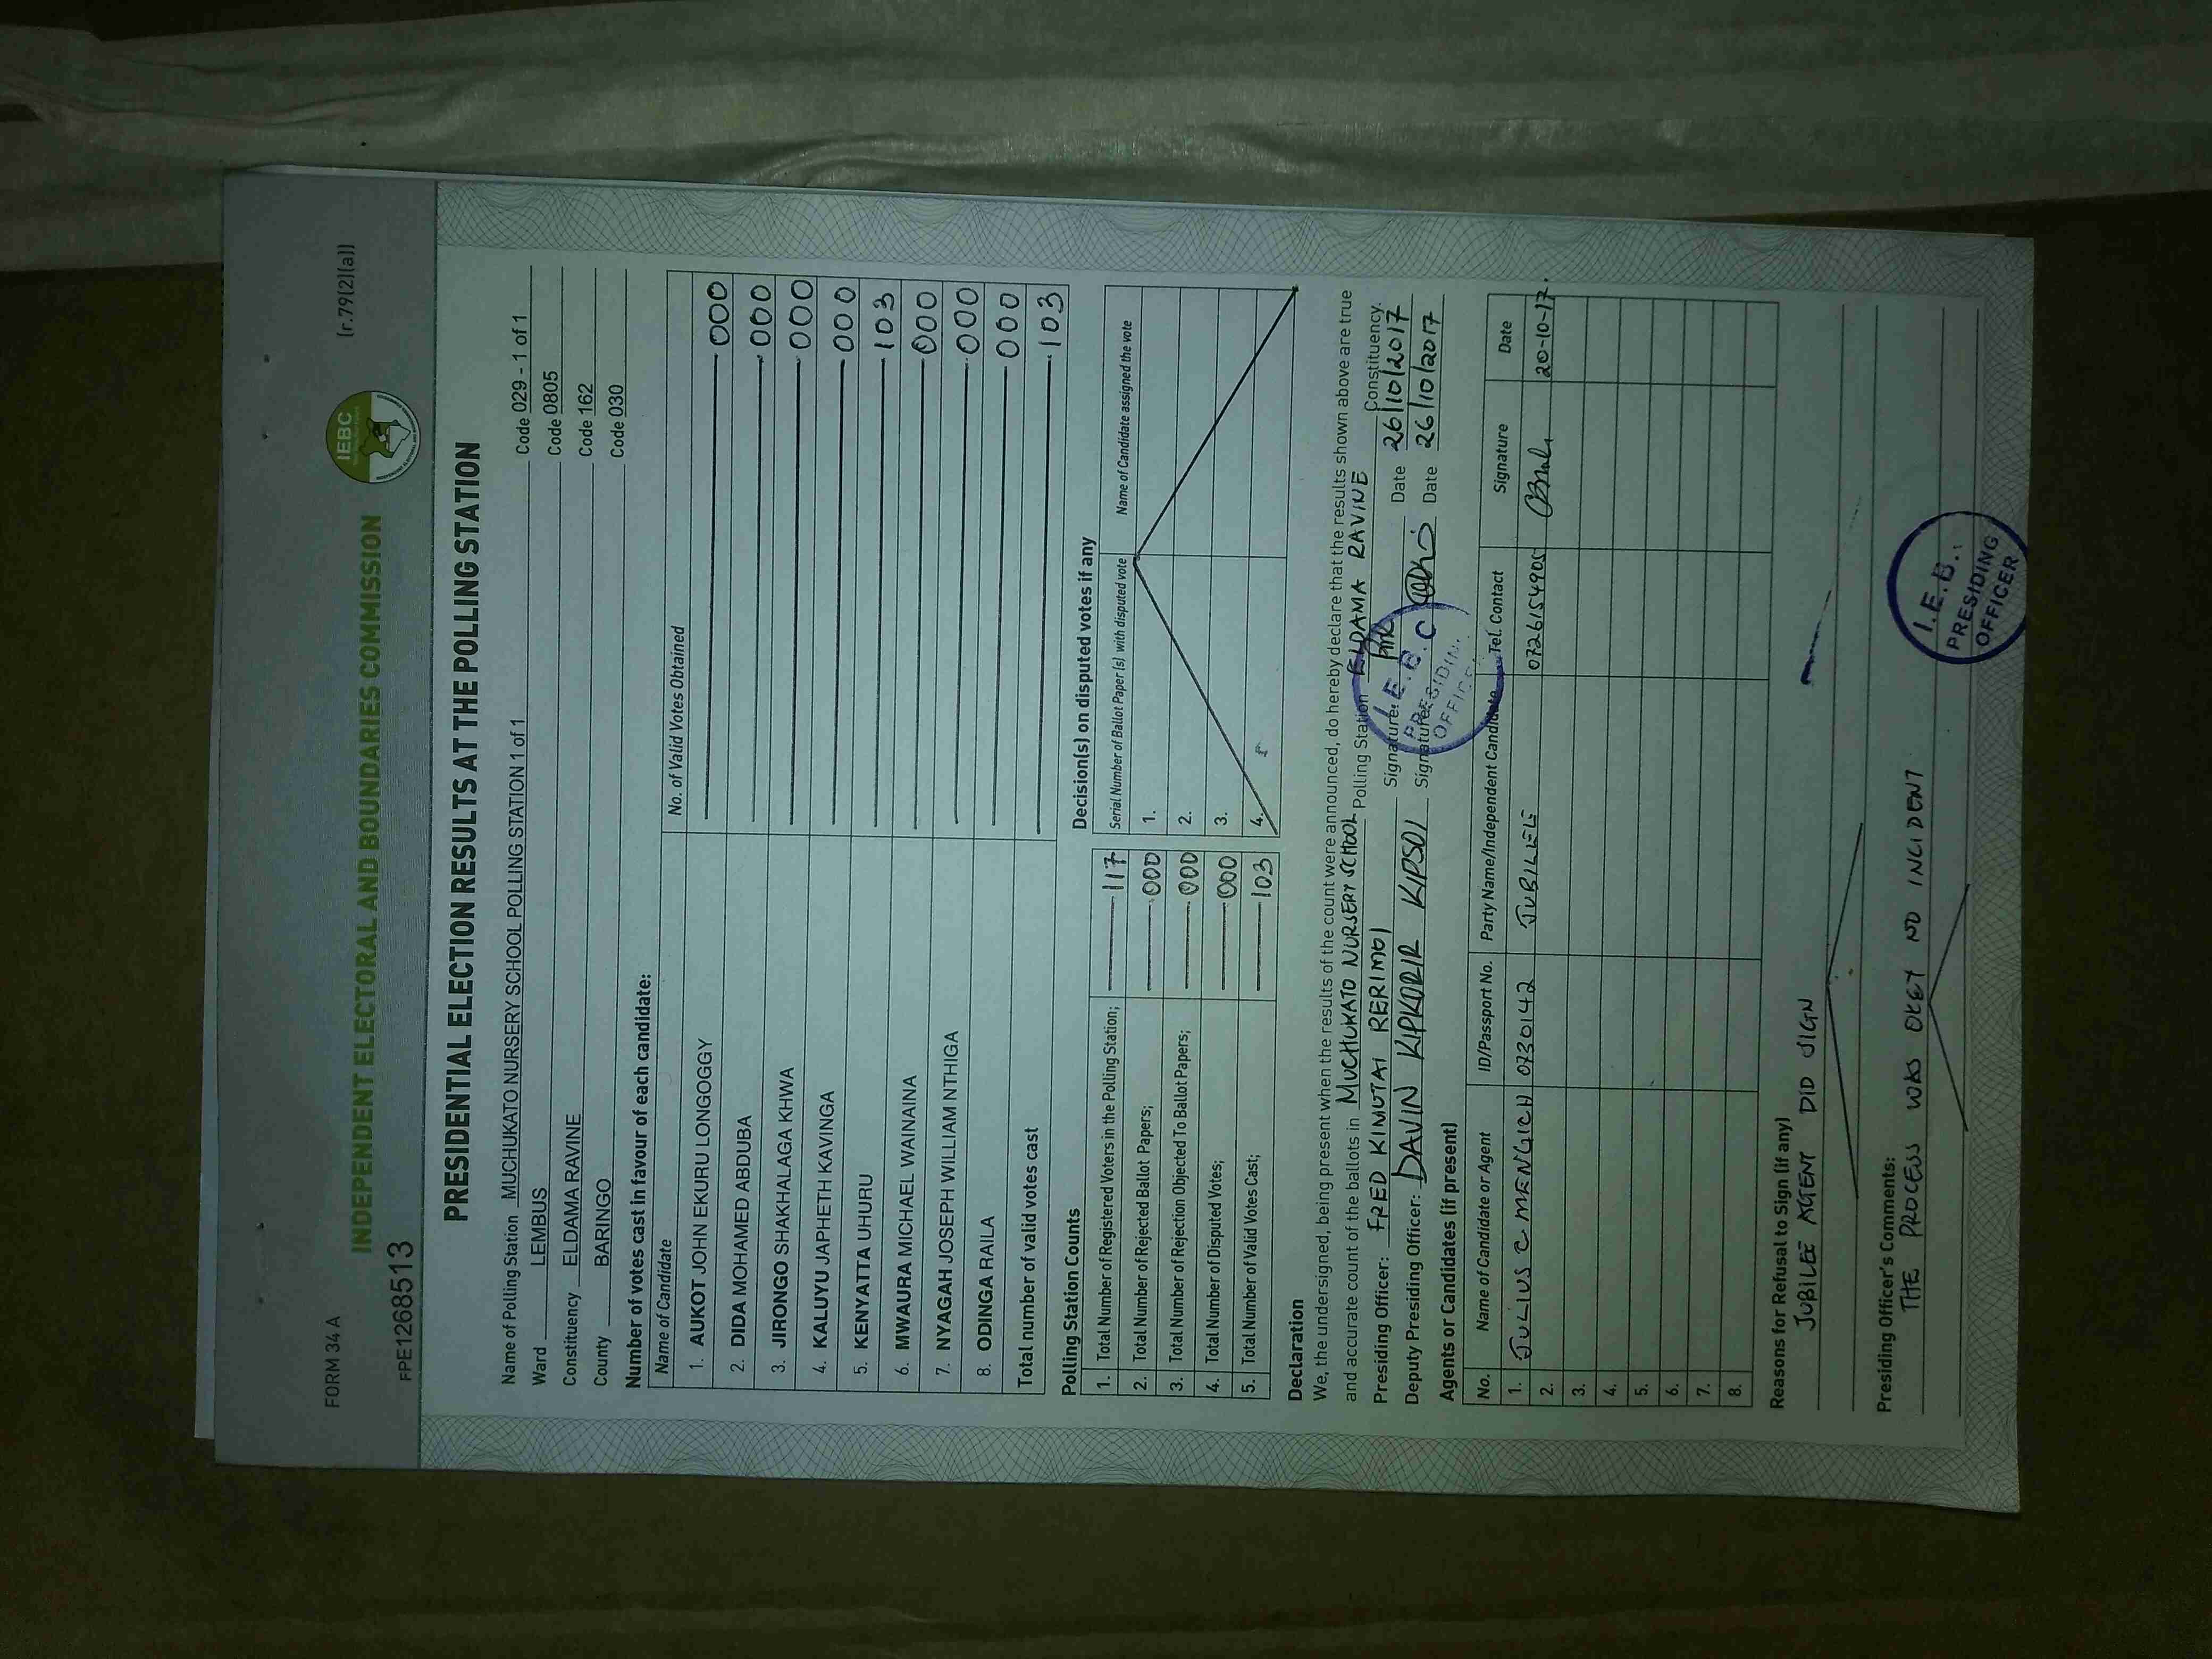 FORM 34 A
(r.79(2)(a))
INDEPENDENT ELECTORAL AND BOUNDARIES COMMISSION
IEBC
FPE1268513
PRESIDENTIAL ELECTION RESULTS AT THE POLLING STATION
Name of Polling Station MUCHUKATO NURSERY SCHOOL POLLING STATION 1 of 1 Code 029 - 1 of 1
Ward LEMBUS Code 0805
Constituency ELDAMA RAVINE Code 162
County BARINGO Code 030
Number of votes cast in favour of each candidate:
Name of Candidate No. of Valid Votes Obtained
1. AUKOT JOHN EKURU LONGOGGY 000
2. DIDA MOHAMED ABDUBA 000
3. JIRONGO SHAKHALAGA KHWA 000
4. KALUYU JAPHETH KAVINGA 000
5. KENYATTA UHURU 103
6. MWAURA MICHAEL WAINAINA 000
7. NYAGAH JOSEPH WILLIAM NTHIGA 000
8. ODINGA RAILA 000
Total number of valid votes cast 103
Polling Station Counts
1. Total Number of Registered Voters in the Polling Station; 117
2. Total Number of Rejected Ballot Papers; 000
3. Total Number of Rejection Objected To Ballot Papers; 000
4. Total Number of Disputed Votes; 000
5. Total Number of Valid Votes Cast; 103
Decision(s) on disputed votes if any
Serial Number of Ballot Paper (s) with disputed vote Name of Candidate assigned the vote
1.
2.
3.
4.
Declaration
We, the undersigned, being present when the results of the count were announced, do hereby declare that the results shown above are true
and accurate count of the ballots in MUCHUKATO NURSERY SCHOOL Polling Station ELDAMA RAVINE Constituency.
Presiding Officer: FRED KIMUTAI RERIMOI Signature: Date 26/10/2017
Deputy Presiding Officer: DAVIN KIPKORIR KIPSOI Signature: Date 26/10/2017
I.E.B.C
PRESIDIN
OFFICE
Agents or Candidates (if present)
No. Name of Candidate or Agent ID/Passport No. Party Name/Independent Candidate Tel. Contact Signature Date
1. JULIUS C MENGICH 0730142 JUBILEE 0726154905 20-10-17.
2.
3.
4.
5.
6.
7.
8.
Reasons for Refusal to Sign (if any)
JUBILEE AGENT DID SIGN
Presiding Officer's Comments:
THE PROCESS WAS OKEY NO INCIDENT
I.E.B.
PRESIDING
OFFICER